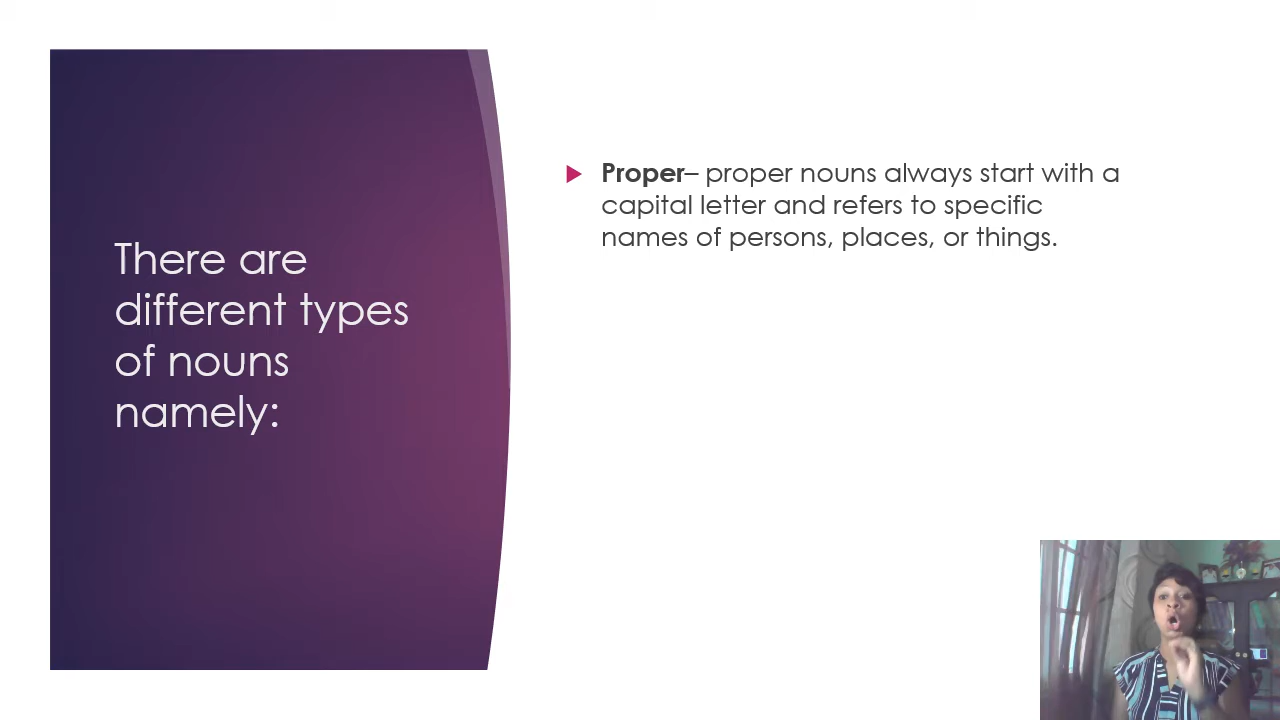 There are
different types
of nouns
namely:
Proper– proper nouns always start with a
capital letter and refers to specific
names of persons, places, or things.